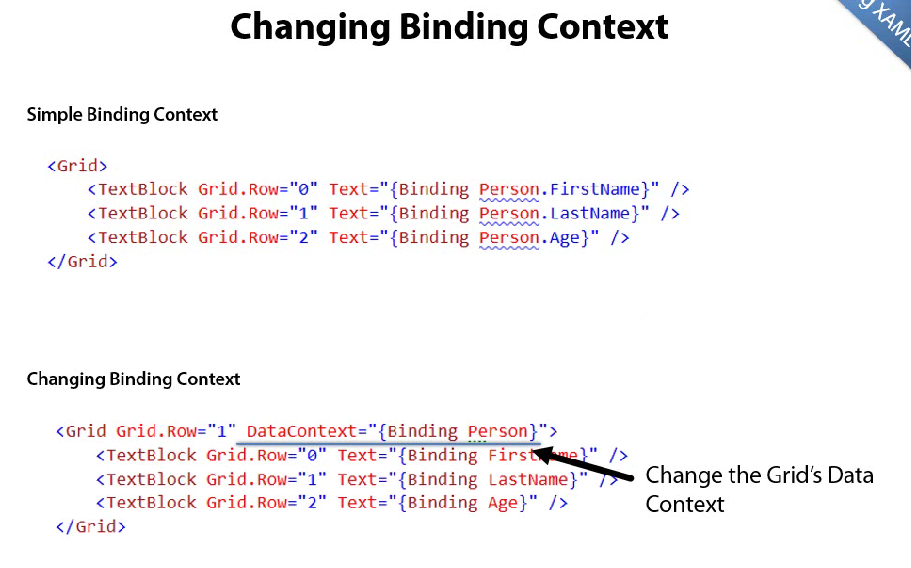 Changing Binding Context
g XAML
Simple Binding Context
<Grid>
<TextBlock Grid.Row="0" Text="{Binding Person.FirstName}" />
<TextBlock Grid.Row="1" Text="{Binding Person.LastName}" />
<TextBlock Grid.Row="2" Text="{Binding Person.Age}" />
</Grid>
Changing Binding Context
<Grid Grid.Row="1" DataContext="{Binding Person}">
<TextBlock Grid.Row="0" Text="{Binding FirstName}" />
<TextBlock Grid.Row="1" Text="{Binding LastName}" />
<TextBlock Grid.Row="2" Text="{Binding Age}" />
</Grid>
Change the Grid's Data
Context